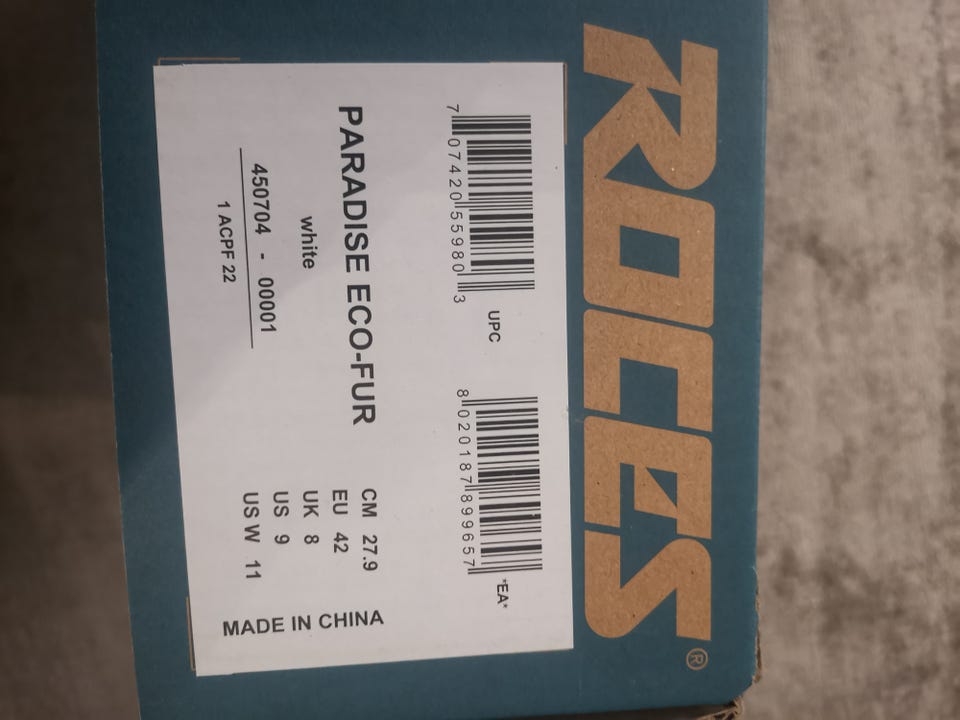 ROCES®
7 07420 55980 3
UPC
8 020187 899657
*EA*
PARADISE ECO-FUR
white
450704 - 00001
1 ACPF 22
CM 27.9
EU 42
UK 8
US 9
US W 11
MADE IN CHINA